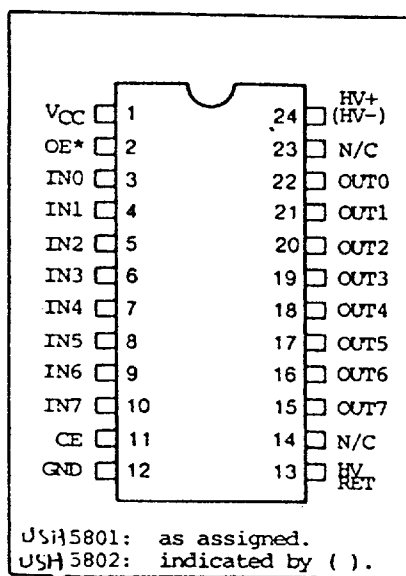 HV+
VCC 1 24 (HV-)
OE* 2 23 N/C
IN0 3 22 OUT0
IN1 4 21 OUT1
IN2 5 20 OUT2
IN3 6 19 OUT3
IN4 7 18 OUT4
IN5 8 17 OUT5
IN6 9 16 OUT6
IN7 10 15 OUT7
CE 11 14 N/C
GND 12 13 HV
RET
USH5801: as assigned.
USH5802: indicated by ( ).